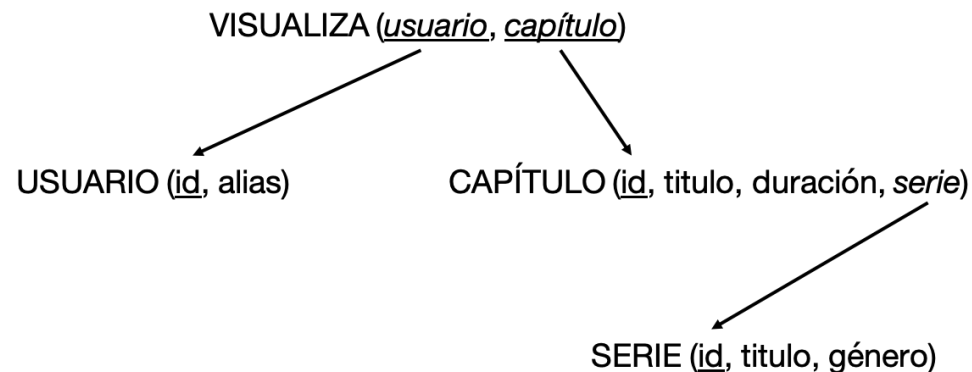 VISUALIZA (usuario, capítulo)
USUARIO (id, alias)
CAPÍTULO (id, titulo, duración, serie)
SERIE (id, titulo, género)